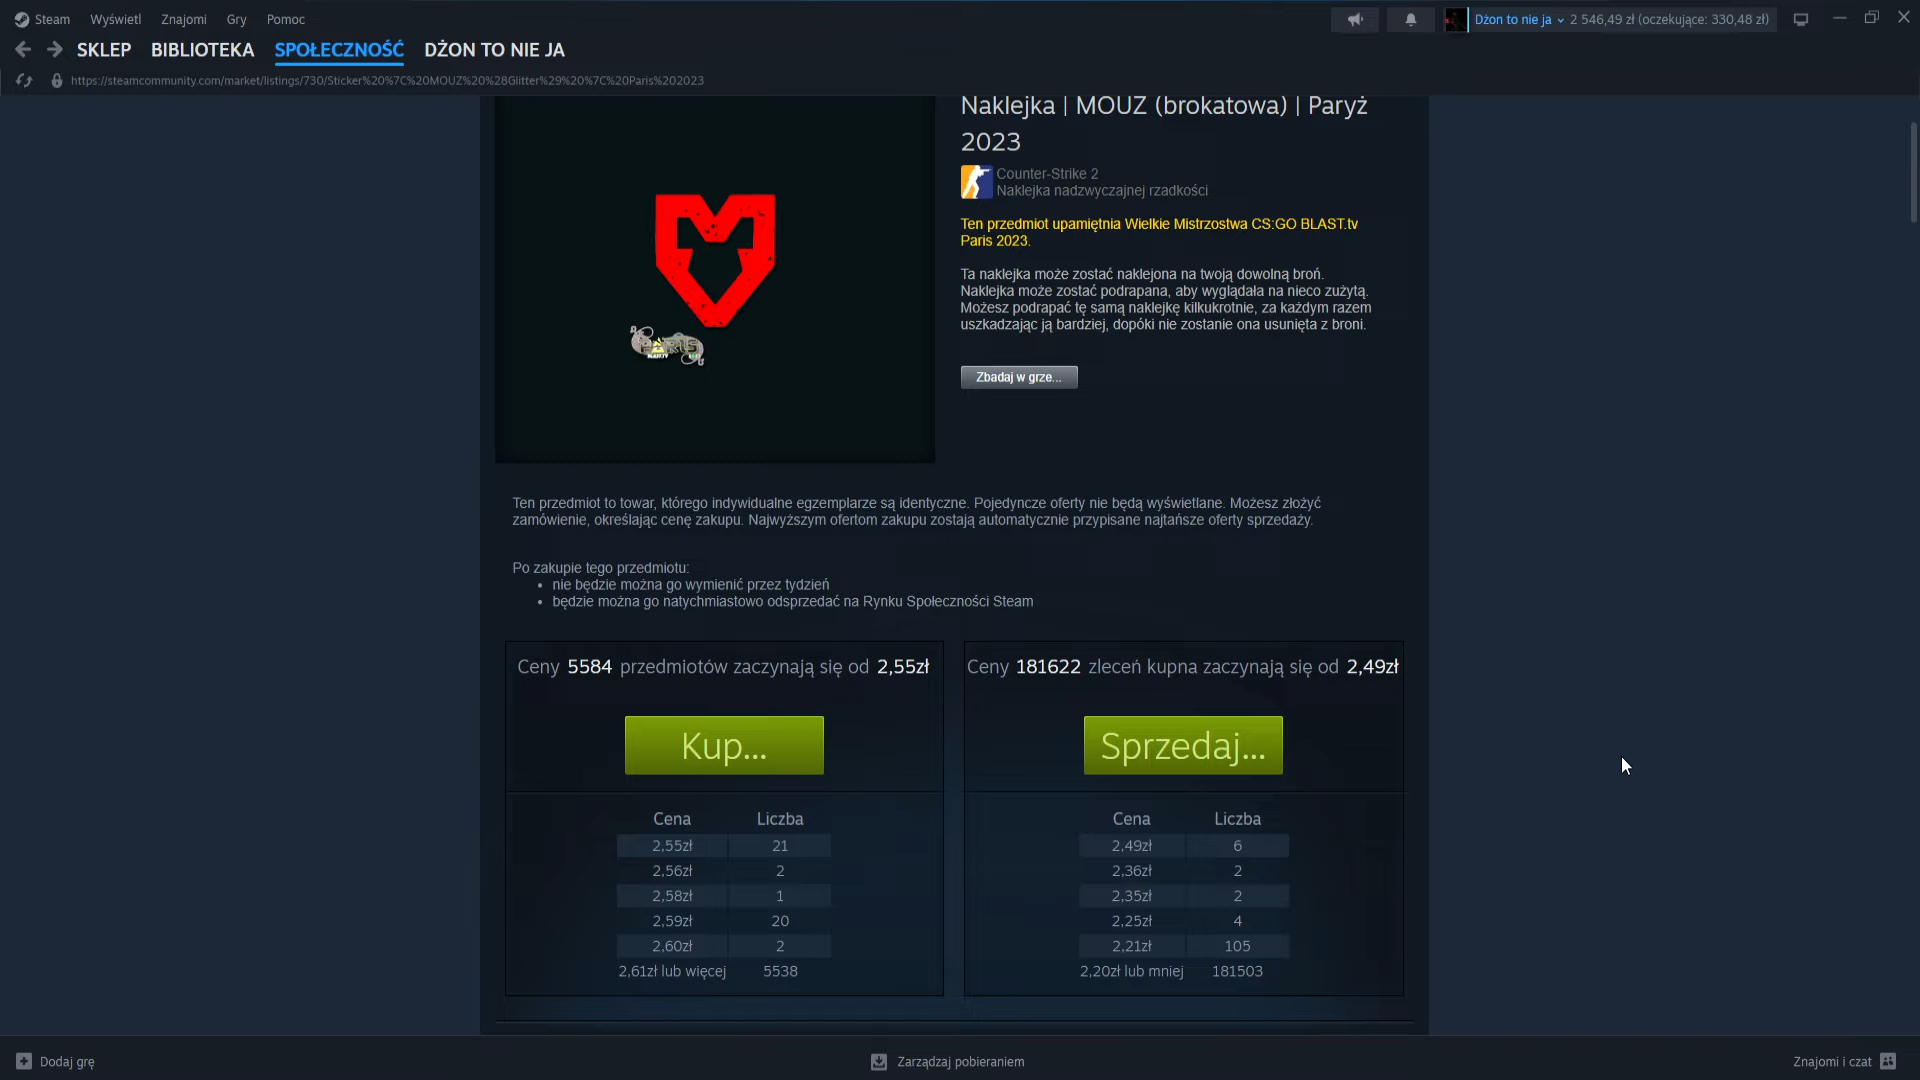 Steam Wyświetl Znajomi Gry Pomoc
Dżon to nie ja 2 546,49 zł (oczekujące: 330,48 zł)
SKLEP BIBLIOTEKA SPOŁECZNOŚĆ DŻON TO NIE JA
https://steamcommunity.com/market/listings/730/Sticker%20%7C%20MOUZ%20%28Glitter%29%20%7C%20Paris%202023
Naklejka | MOUZ (brokatowa) | Paryż
2023
Counter-Strike 2
Naklejka nadzwyczajnej rzadkości
Ten przedmiot upamiętnia Wielkie Mistrzostwa CS:GO BLAST.tv
Paris 2023.
Ta naklejka może zostać naklejona na twoją dowolną broń.
Naklejka może zostać podrapana, aby wyglądała na nieco zużytą.
Możesz podrapać tę samą naklejkę kilkukrotnie, za każdym razem
uszkadzając ją bardziej, dopóki nie zostanie ona usunięta z broni.
PARIS
Zbadaj w grze...
Ten przedmiot to towar, którego indywidualne egzemplarze są identyczne. Pojedyncze oferty nie będą wyświetlane. Możesz złożyć
zamówienie, określając cenę zakupu. Najwyższym ofertom zakupu zostają automatycznie przypisane najtańsze oferty sprzedaży.
Po zakupie tego przedmiotu:
• nie będzie można go wymienić przez tydzień
• będzie można go natychmiastowo odsprzedać na Rynku Społeczności Steam
Ceny 5584 przedmiotów zaczynają się od 2,55zł
Kup...
Cena Liczba
2,55zł 21
2,56zł 2
2,58zł 1
2,59zł 20
2,60zł 2
2,61zł lub więcej 5538
Ceny 181622 zleceń kupna zaczynają się od 2,49zł
Sprzedaj...
Cena Liczba
2,49zł 6
2,36zł 2
2,35zł 2
2,25zł 4
2,21zł 105
2,20zł lub mniej 181503
Dodaj grę
Zarządzaj pobieraniem
Znajomi i czat